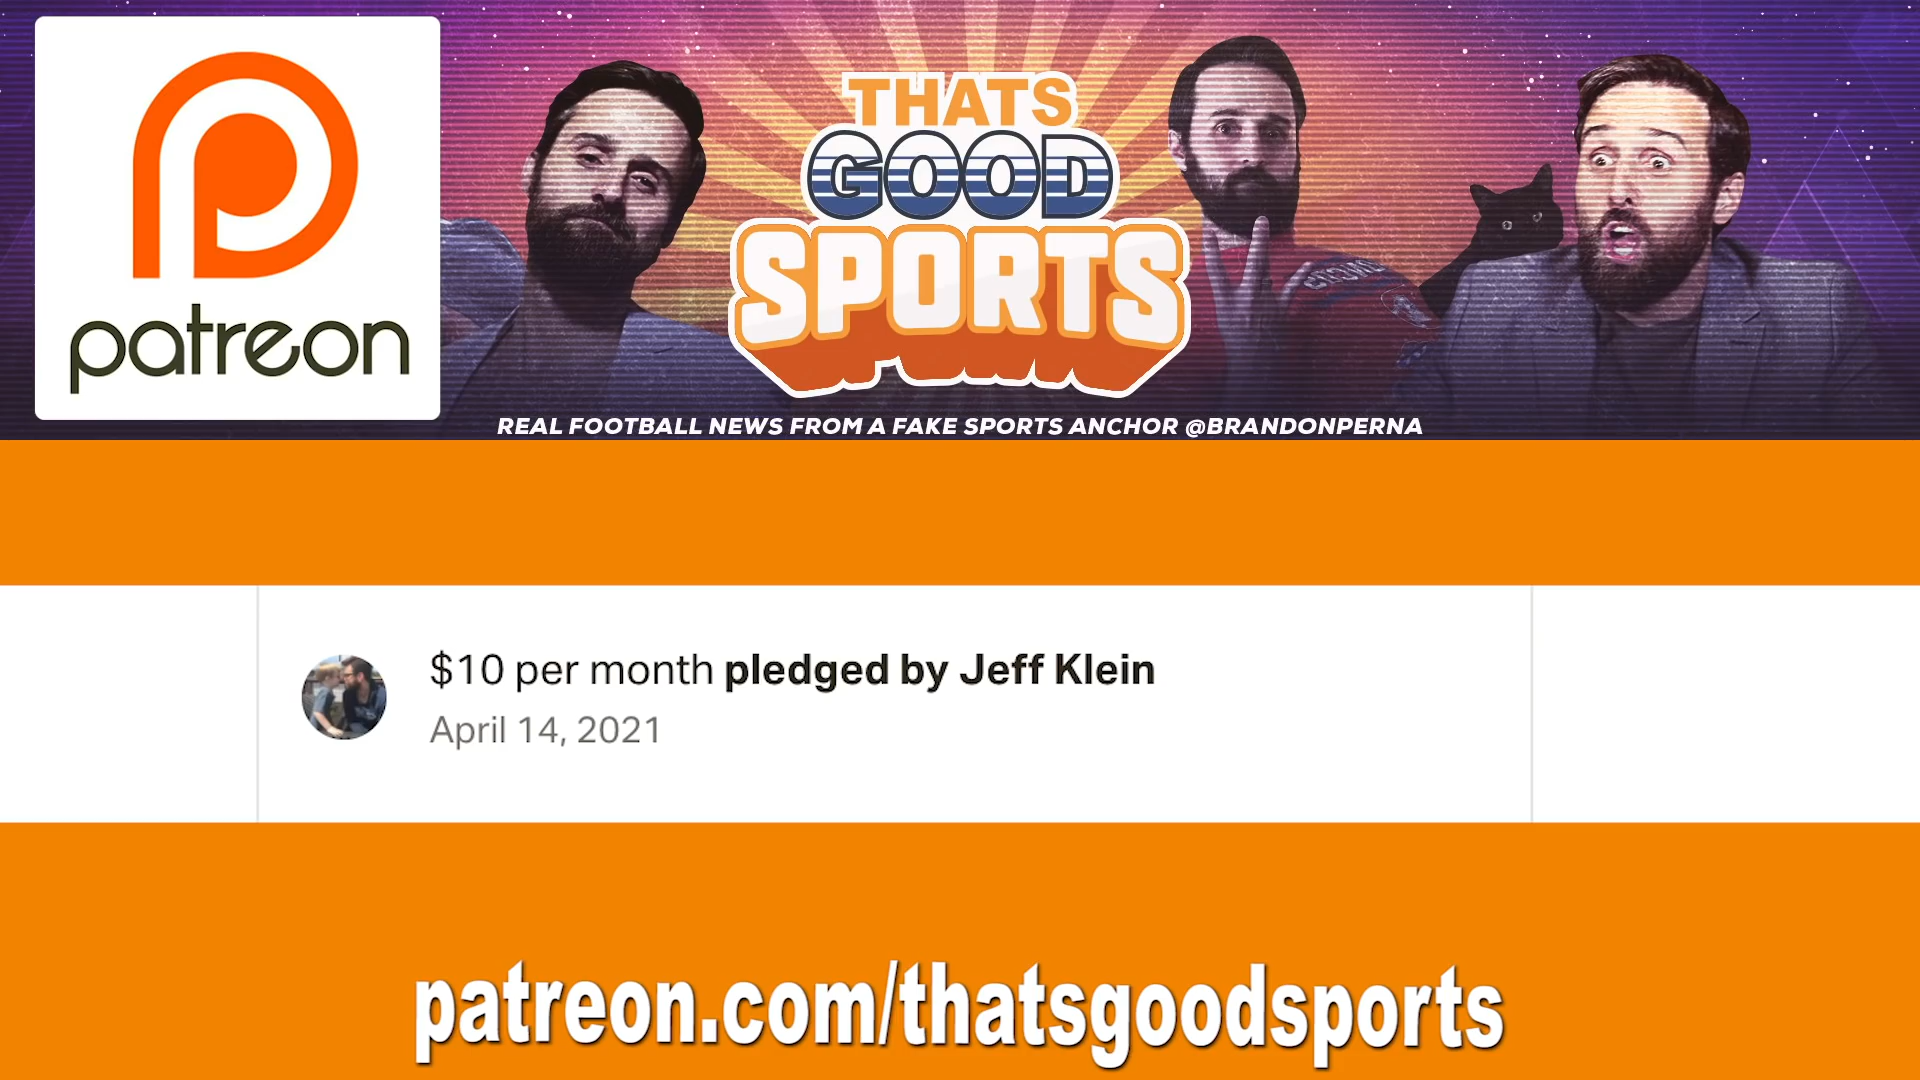 patreon
THATS
GOOD
SPORTS
REAL FOOTBALL NEWS FROM A FAKE SPORTS ANCHOR @BRANDONPERNA
$10 per month pledged by Jeff Klein
April 14, 2021
patreon.com/thatsgoodsports